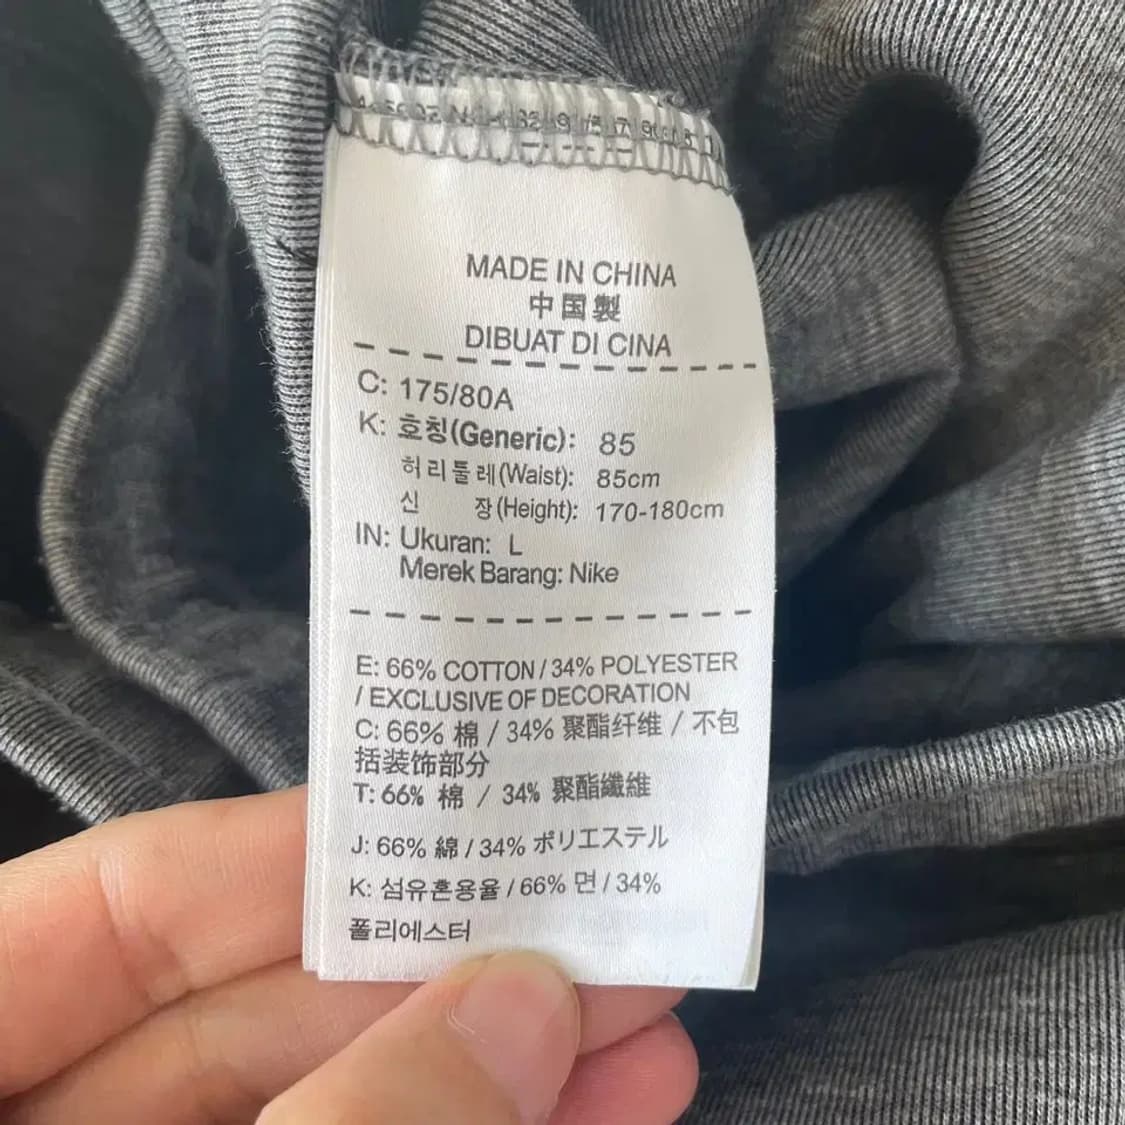 MADE IN CHINA
中国製
DIBUAT DI CINA
C: 175/80A
K: 호칭(Generic): 85
허리둘레(Waist): 85cm
신 장(Height): 170-180cm
IN: Ukuran: L
Merek Barang: Nike
E: 66% COTTON / 34% POLYESTER
/ EXCLUSIVE OF DECORATION
C: 66% 棉 / 34% 聚酯纤维 / 不包
括装饰部分
T: 66% 棉 / 34% 聚酯纖維
J: 66% 綿 / 34% ポリエステル
K: 섬유혼용율 / 66% 면 / 34%
폴리에스터